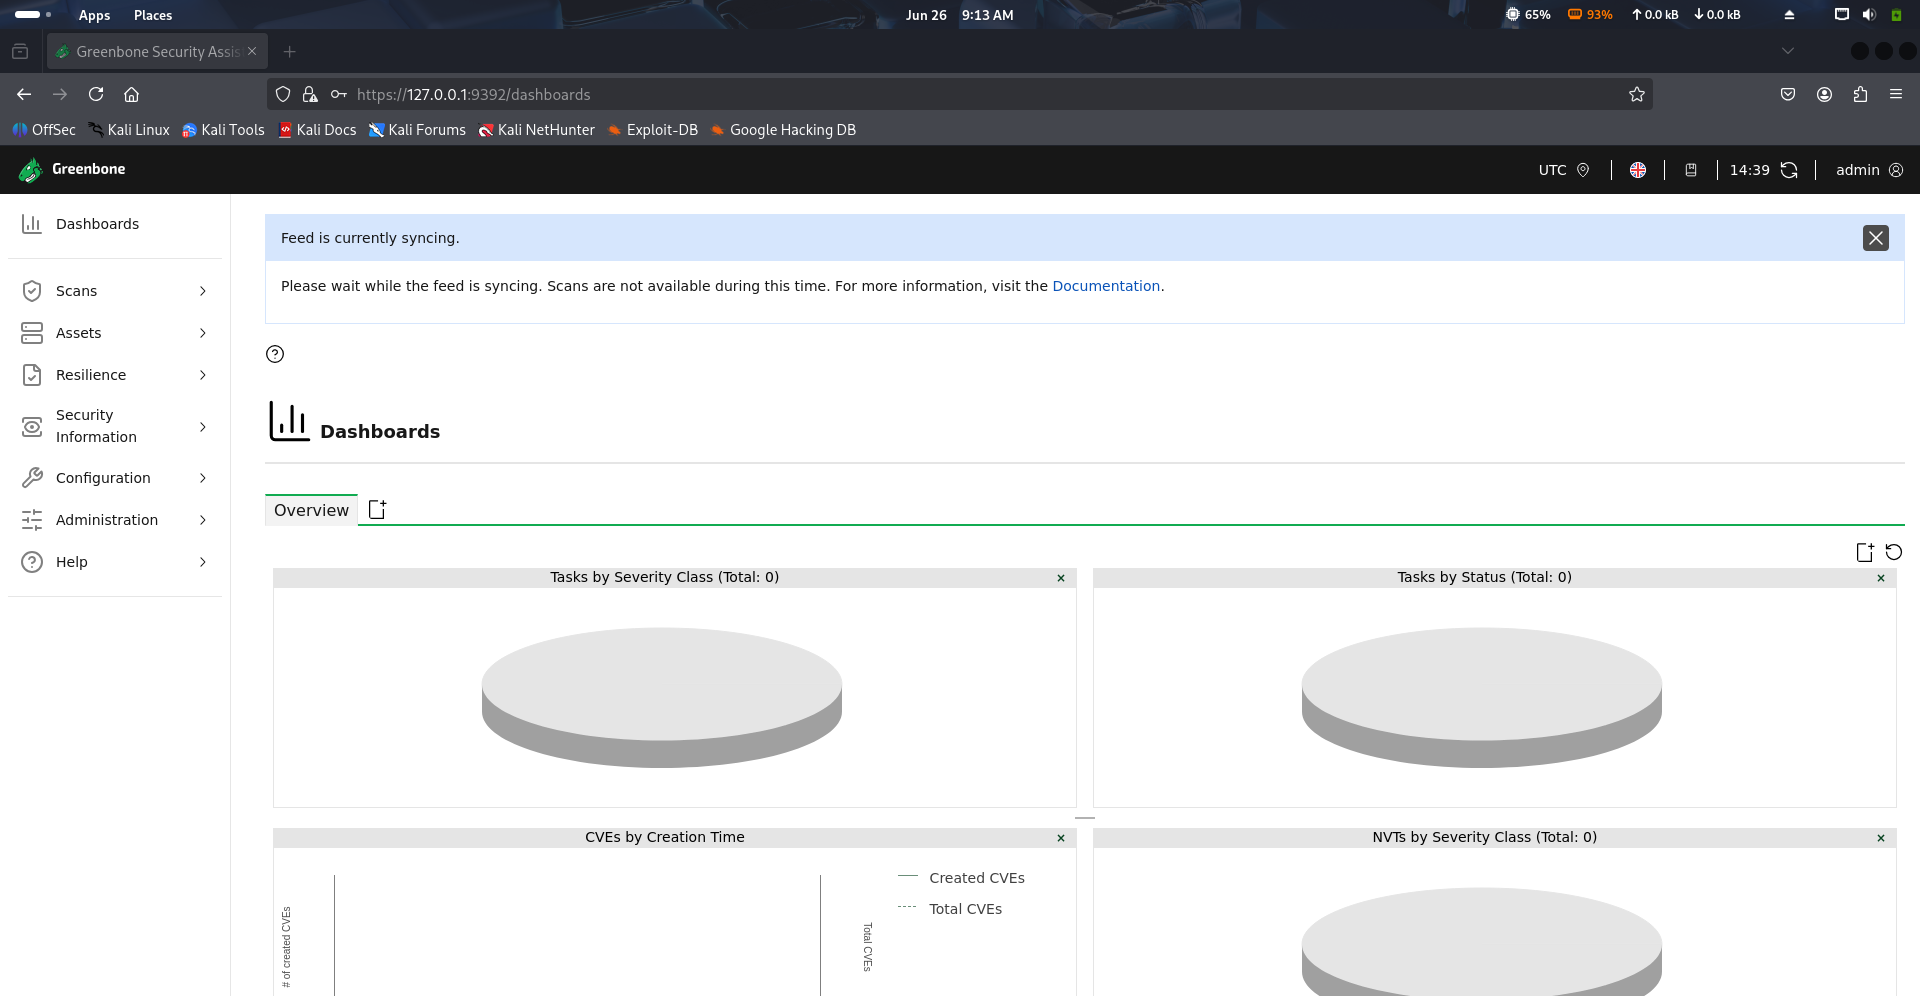 Apps Places Jun 26 9:13 AM 65% 93% 0.0 kB 0.0 kB
Greenbone Security Assis
https://127.0.0.1:9392/dashboards
OffSec Kali Linux Kali Tools Kali Docs Kali Forums Kali NetHunter Exploit-DB Google Hacking DB
Greenbone UTC 14:39 admin
Dashboards
Scans
Assets
Resilience
Security
Information
Configuration
Administration
Help
Feed is currently syncing.
Please wait while the feed is syncing. Scans are not available during this time. For more information, visit the Documentation.
Dashboards
Overview
Tasks by Severity Class (Total: 0)
Tasks by Status (Total: 0)
CVEs by Creation Time
# of created CVEs
Total CVEs
Created CVEs
Total CVEs
NVTs by Severity Class (Total: 0)